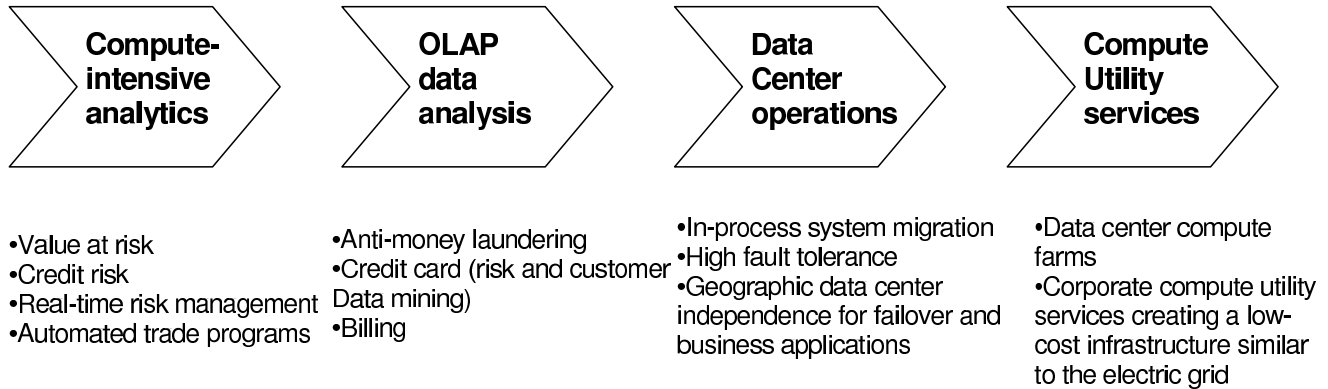 Compute-
intensive
analytics
OLAP
data
analysis
Data
Center
operations
Compute
Utility
services
•Value at risk
•Credit risk
•Real-time risk management
•Automated trade programs
•Anti-money laundering
•Credit card (risk and customer
Data mining)
•Billing
•In-process system migration
•High fault tolerance
•Geographic data center
independence for failover and
business applications
•Data center compute
farms
•Corporate compute utility
services creating a low-
cost infrastructure similar
to the electric grid